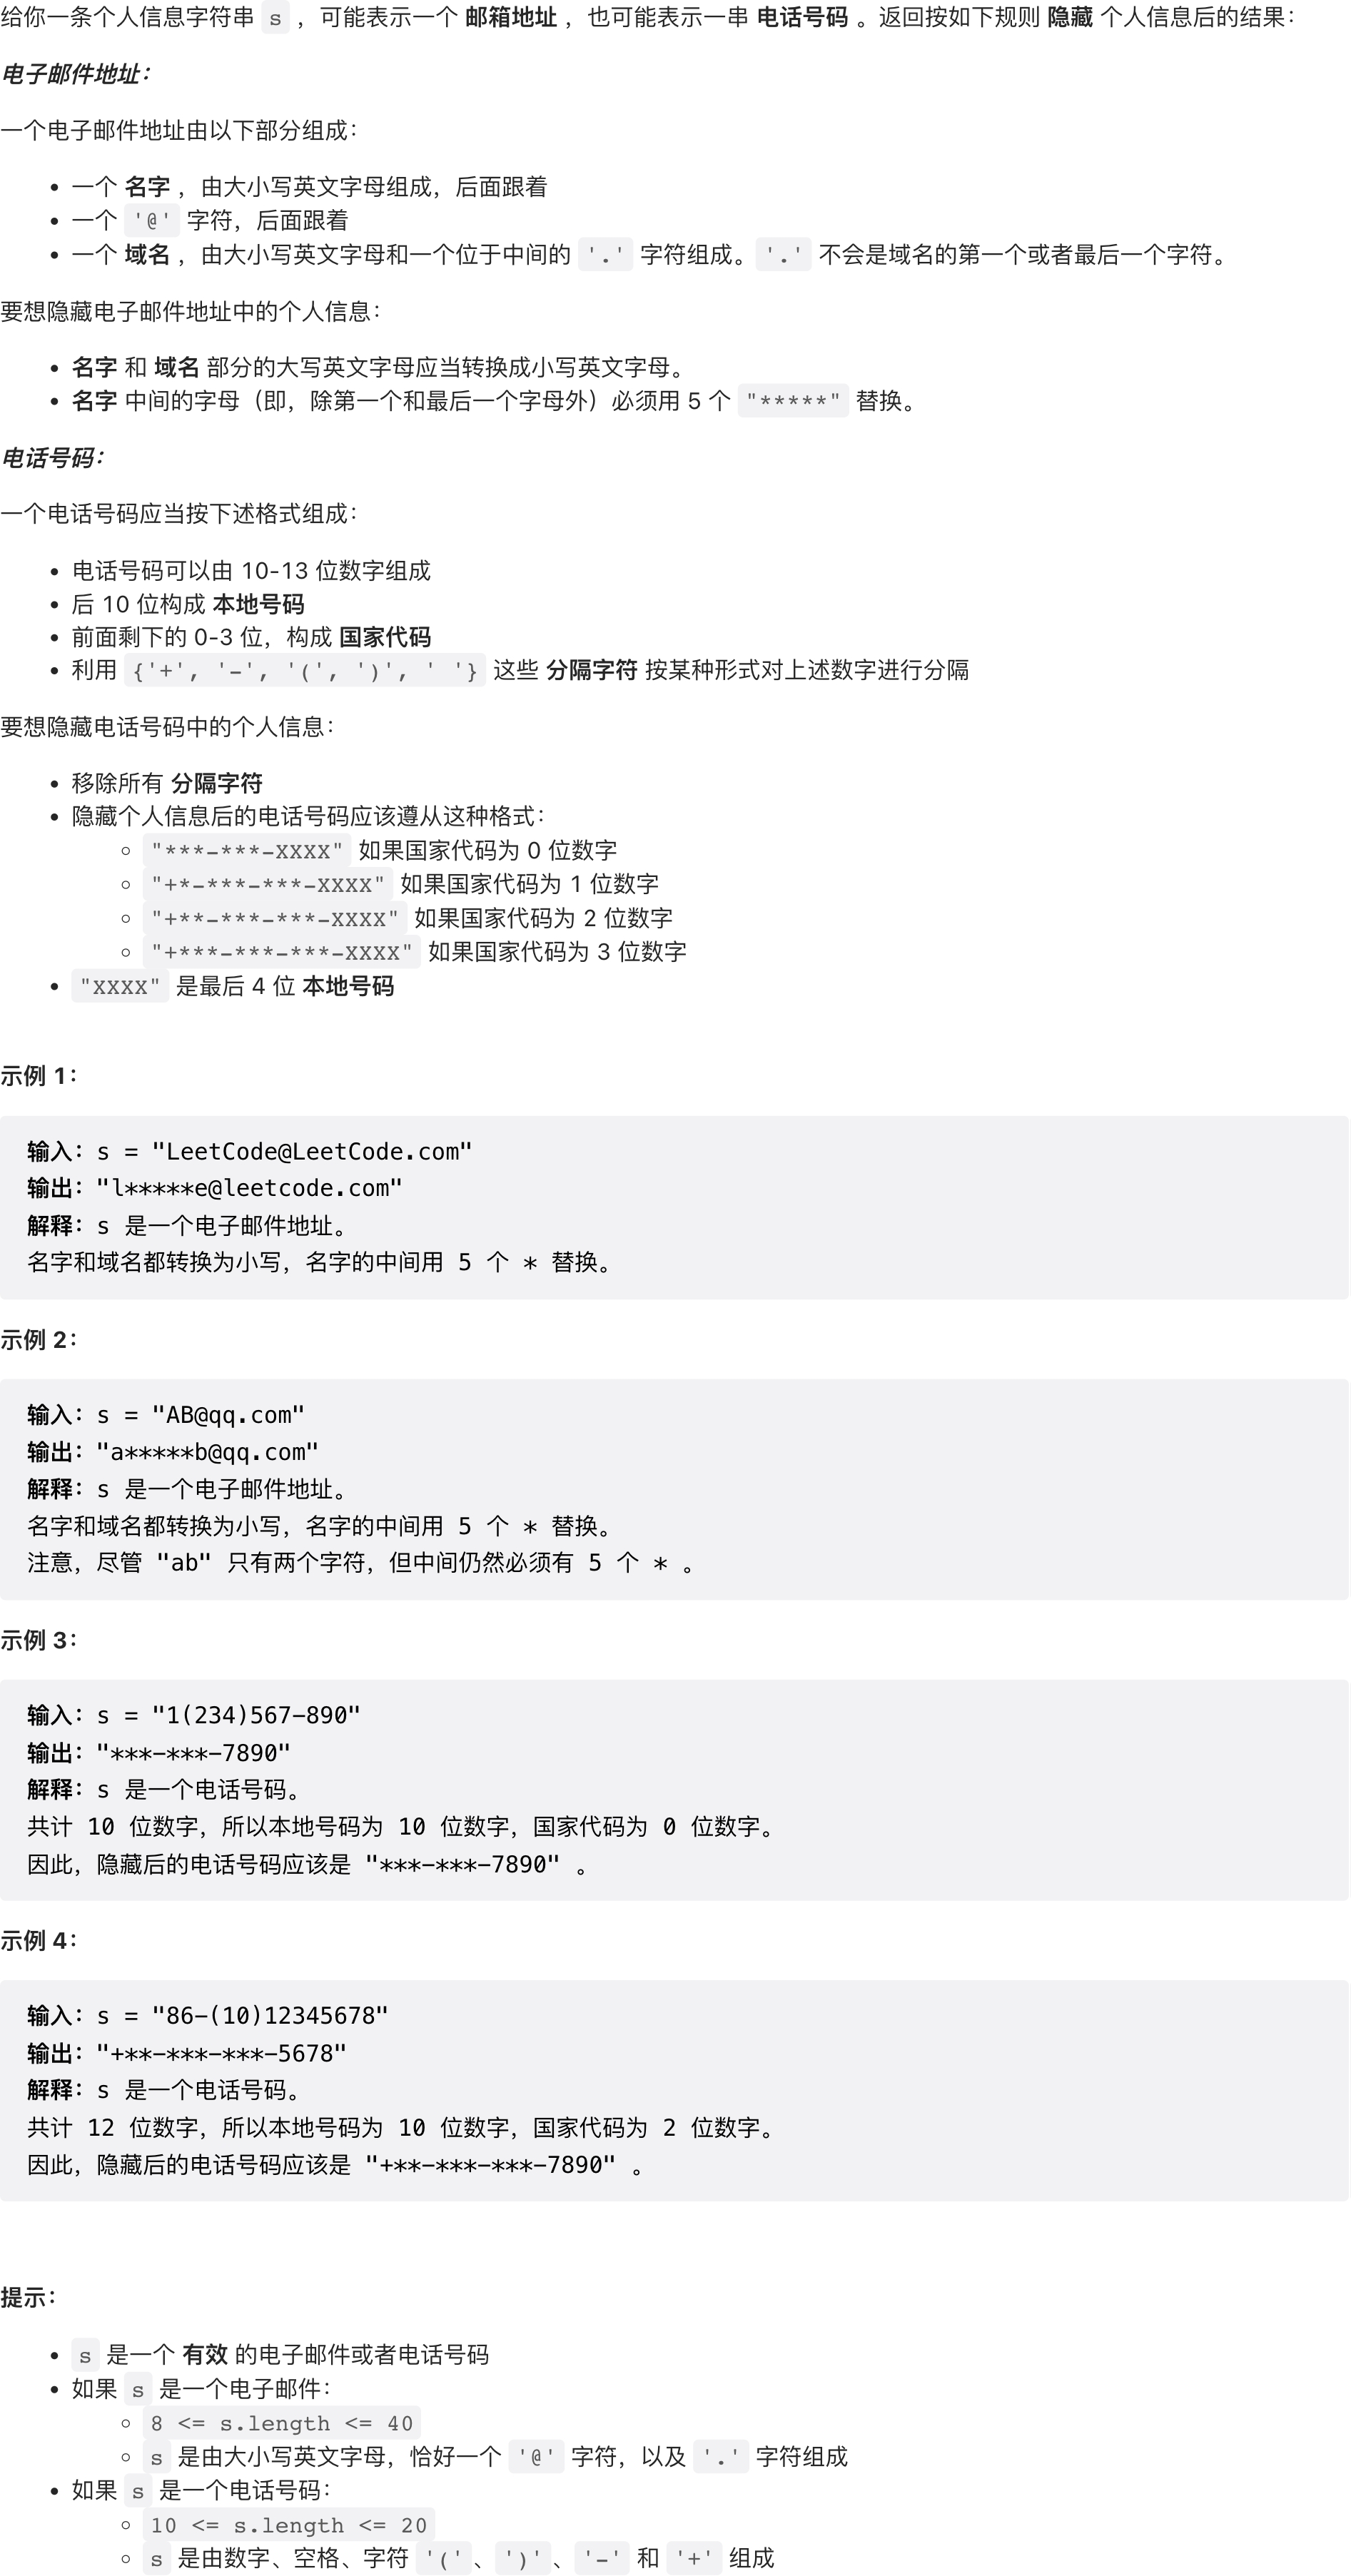 给你一条个人信息字符串 s ，可能表示一个 邮箱地址 ，也可能表示一串 电话号码 。返回按如下规则 隐藏 个人信息后的结果：
电子邮件地址：
一个电子邮件地址由以下部分组成：
• 一个 名字 ，由大小写英文字母组成，后面跟着
• 一个 '@' 字符，后面跟着
• 一个 域名 ，由大小写英文字母和一个位于中间的 '.' 字符组成。'.' 不会是域名的第一个或者最后一个字符。
要想隐藏电子邮件地址中的个人信息：
• 名字 和 域名 部分的大写英文字母应当转换成小写英文字母。
• 名字 中间的字母（即，除第一个和最后一个字母外）必须用 5 个 "*****" 替换。
电话号码：
一个电话号码应当按下述格式组成：
• 电话号码可以由 10-13 位数字组成
• 后 10 位构成 本地号码
• 前面剩下的 0-3 位，构成 国家代码
• 利用 {'+', '-', '(', ')', ' '} 这些 分隔字符 按某种形式对上述数字进行分隔
要想隐藏电话号码中的个人信息：
• 移除所有 分隔字符
• 隐藏个人信息后的电话号码应该遵从这种格式：
○ "***-***-XXXX" 如果国家代码为 0 位数字
○ "+*-***-***-XXXX" 如果国家代码为 1 位数字
○ "+**-***-***-XXXX" 如果国家代码为 2 位数字
○ "+***-***-***-XXXX" 如果国家代码为 3 位数字
• "XXXX" 是最后 4 位 本地号码
示例 1：
输入：s = "LeetCode@LeetCode.com"
输出："l*****e@leetcode.com"
解释：s 是一个电子邮件地址。
名字和域名都转换为小写，名字的中间用 5 个 * 替换。
示例 2：
输入：s = "AB@qq.com"
输出："a*****b@qq.com"
解释：s 是一个电子邮件地址。
名字和域名都转换为小写，名字的中间用 5 个 * 替换。
注意，尽管 "ab" 只有两个字符，但中间仍然必须有 5 个 * 。
示例 3：
输入：s = "1(234)567-890"
输出："***-***-7890"
解释：s 是一个电话号码。
共计 10 位数字，所以本地号码为 10 位数字，国家代码为 0 位数字。
因此，隐藏后的电话号码应该是 "***-***-7890" 。
示例 4：
输入：s = "86-(10)12345678"
输出："+**-***-***-5678"
解释：s 是一个电话号码。
共计 12 位数字，所以本地号码为 10 位数字，国家代码为 2 位数字。
因此，隐藏后的电话号码应该是 "+**-***-***-7890" 。
提示：
• s 是一个 有效 的电子邮件或者电话号码
• 如果 s 是一个电子邮件：
○ 8 <= s.length <= 40
○ s 是由大小写英文字母，恰好一个 '@' 字符，以及 '.' 字符组成
• 如果 s 是一个电话号码：
○ 10 <= s.length <= 20
○ s 是由数字、空格、字符 '('、')'、'-' 和 '+' 组成